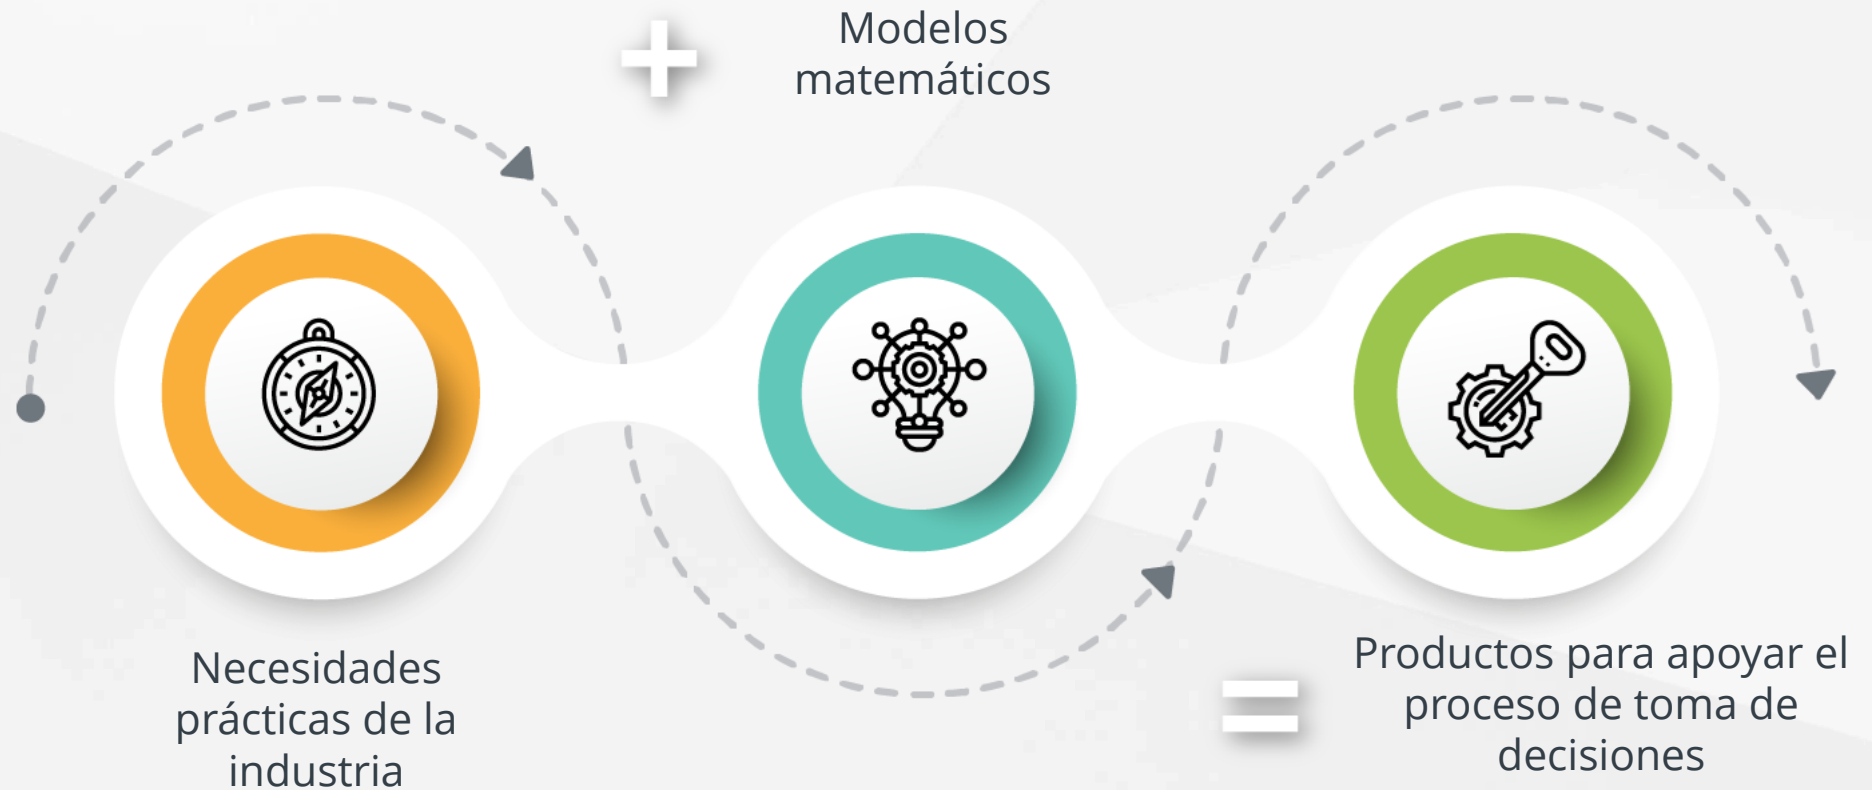 +
Modelos
matemáticos
Necesidades
prácticas de la
industria
=
Productos para apoyar el
proceso de toma de
decisiones